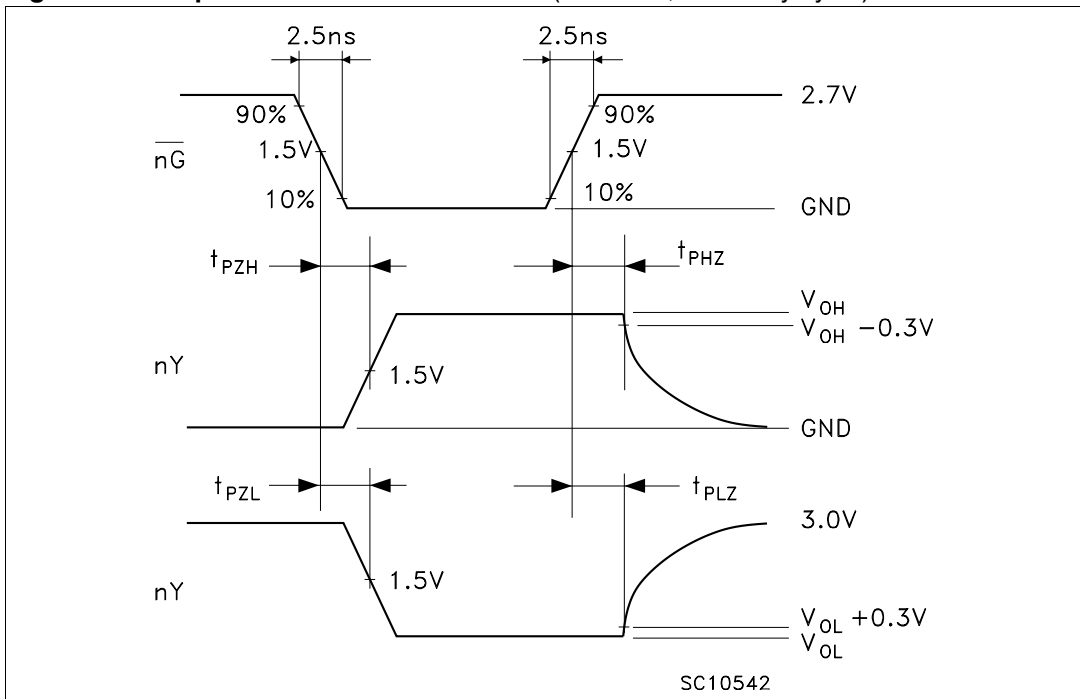 2.5ns 2.5ns
2.7V
90% 90%
nG 1.5V 1.5V
10% 10%
GND
tPZH tPHZ
VOH
VOH −0.3V
nY 1.5V
GND
tPZL tPLZ
3.0V
nY 1.5V
VOL +0.3V
VOL
SC10542